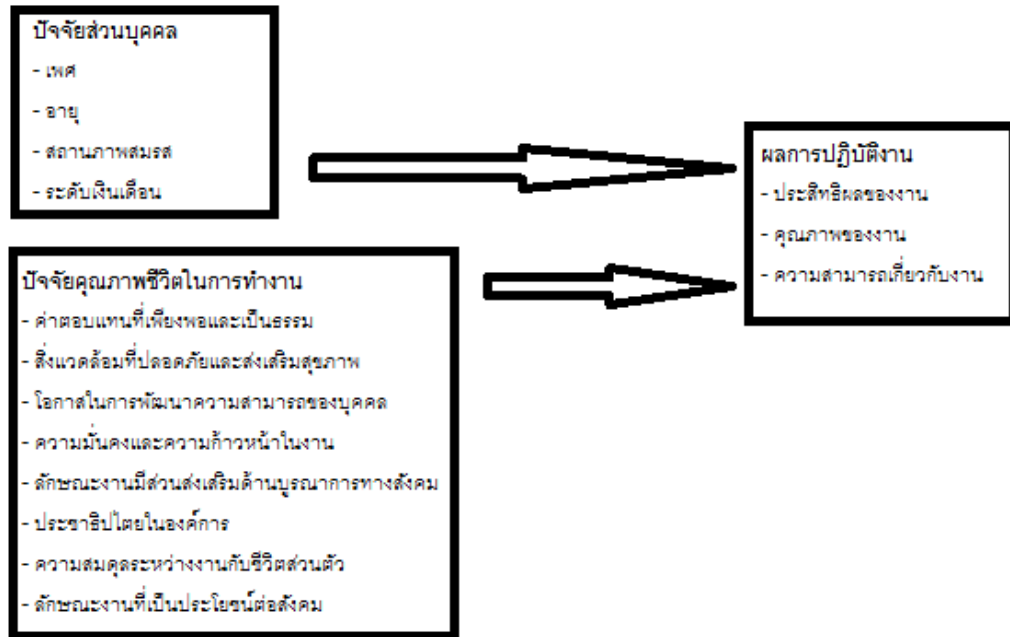 ปัจจัยส่วนบุคคล
- เพศ
- อายุ
- สถานภาพสมรส
- ระดับเงินเดือน
ผลการปฏิบัติงาน
- ประสิทธิผลของงาน
- คุณภาพของงาน
- ความสามารถเกี่ยวกับงาน
ปัจจัยคุณภาพชีวิตในการทำงาน
- ค่าตอบแทนที่เพียงพอและเป็นธรรม
- สิ่งแวดล้อมที่ปลอดภัยและส่งเสริมสุขภาพ
- โอกาสในการพัฒนาความสามารถของบุคคล
- ความมั่นคงและความก้าวหน้าในงาน
- ลักษณะงานมีส่วนส่งเสริมด้านบูรณาการทางสังคม
- ประชาธิปไตยในองค์การ
- ความสมดุลระหว่างงานกับชีวิตส่วนตัว
- ลักษณะงานที่เป็นประโยชน์ต่อสังคม